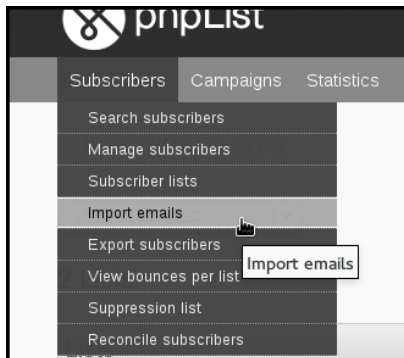 phpList
Subscribers Campaigns Statistics
Search subscribers
Manage subscribers
Subscriber lists
Import emails
Export subscribers
Import emails
View bounces per list
Suppression list
Reconcile subscribers